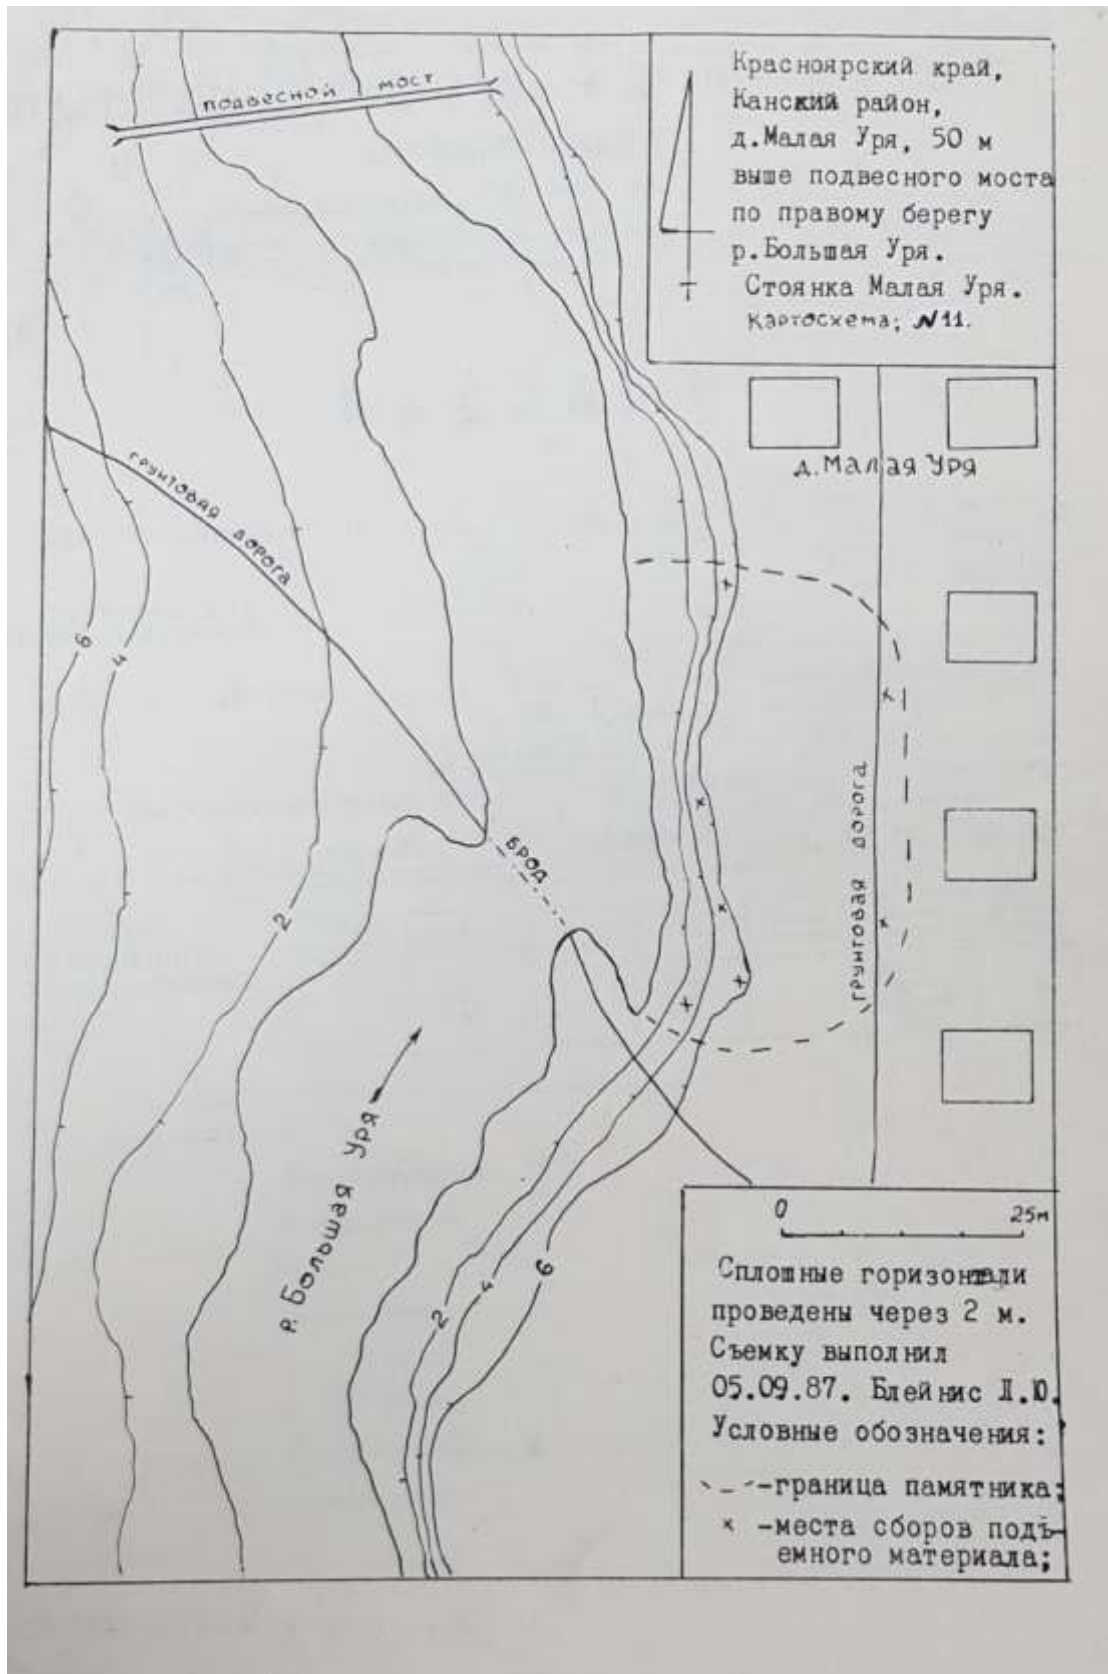 подвесной мост
Красноярский край,
Канский район,
д.Малая Уря, 50 м
выше подвесного моста
по правому берегу
р.Большая Уря.
Стоянка Малая Уря.
Картосхема; №11.
д.Малая Уря
грунтовая дорога
6
4
2
БРОД
грунтовая дорога
р. Большая Уря
2
4
6
0 25м
Сплошные горизонтали
проведены через 2 м.
Съемку выполнил
05.09.87. Блейнис Л.Ю.
Условные обозначения:
-граница памятника;
х -места сборов подъ-
емного материала;